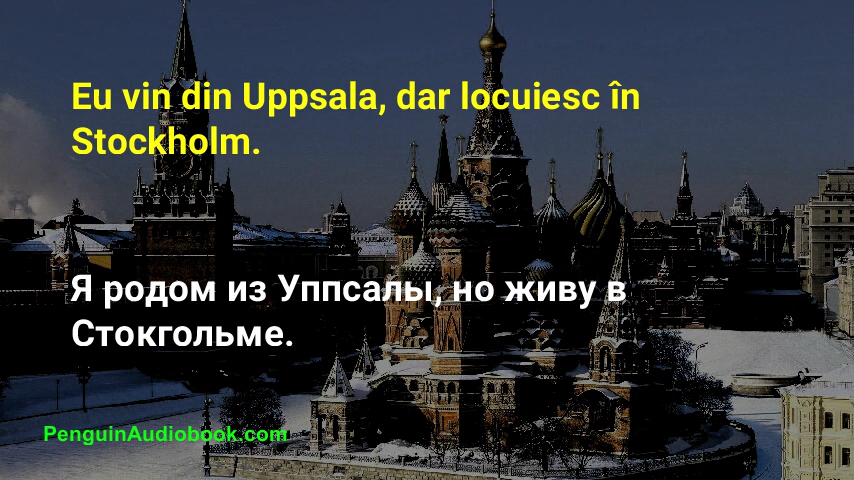 Eu vin din Uppsala, dar locuiesc în
Stockholm.
Я родом из Уппсалы, но живу в
Стокгольме.
PenguinAudiobook.com